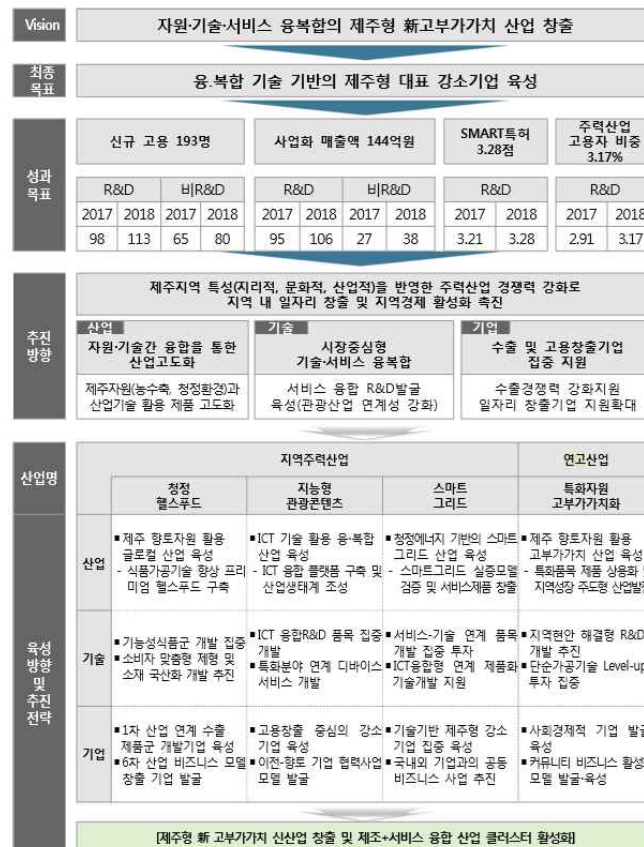 Vision
자원·기술·서비스 융복합의 제주형 新고부가가치 산업 창출
최종
목표
융.복합 기술 기반의 제주형 대표 강소기업 육성
성과
목표
신규 고용 193명
사업화 매출액 144억원
SMART특허
3.28점
주력산업
고용자 비중
3.17%
R&D 비R&D R&D 비R&D R&D R&D
2017 2018 2017 2018 2017 2018 2017 2018 2017 2018 2017 2018
98 113 65 80 95 106 27 38 3.21 3.28 2.91 3.17
추진
방향
제주지역 특성(지리적, 문화적, 산업적)을 반영한 주력산업 경쟁력 강화로
지역 내 일자리 창출 및 지역경제 활성화 촉진
산업
자원·기술간 융합을 통한
산업고도화
제주자원(농수축, 청정환경)과
산업기술 활용 제품 고도화
기술
시장중심형
기술·서비스 융복합
서비스 융합 R&D발굴
육성(관광산업 연계성 강화)
기업
수출 및 고용창출기업
집중 지원
수출경쟁력 강화지원
일자리 창출기업 지원확대
산업명
지역주력산업
연고산업
청정
헬스푸드
지능형
관광콘텐츠
스마트
그리드
특화자원
고부가가치화
육성
방향
및
추진
전략
산업
▪제주 향토자원 활용
글로컬 산업 육성
- 식품가공기술 향상 프리
미엄 헬스푸드 구축
▪ICT 기술 활용 융·복합
산업 육성
- ICT 융합 플랫폼 구축 및
산업생태계 조성
▪청정에너지 기반의 스마트
그리드 산업 육성
- 스마트그리드 실증모델
검증 및 서비스제품 창출
▪제주 향토자원 활용
고부가가치 산업 육성
- 특화품목 제품 상용화
지역성장 주도형 산업발전
기술
▪기능성식품군 개발 집중
▪소비자 맞춤형 제형 및
소재 국산화 개발 추진
▪ICT 융합R&D 품목 집중
개발
▪특화분야 연계 디바이스
서비스 개발
▪서비스-기술 연계 품목
개발 집중 투자
▪ICT융합형 연계 제품화
기술개발 지원
▪지역현안 해결형 R&D
개발 추진
▪단순가공기술 Level-up
투자 집중
기업
▪1차 산업 연계 수출
제품군 개발기업 육성
▪6차 산업 비즈니스 모델
창출 기업 발굴
▪고용창출 중심의 강소
기업 육성
▪이전-향토 기업 협력사업
모델 발굴
▪기술기반 제주형 강소
기업 집중 육성
▪국내외 기업과의 공동
비즈니스 사업 추진
▪사회경제적 기업 발굴
육성
▪커뮤니티 비즈니스 활성
모델 발굴·육성
[제주형 新 고부가가치 신산업 창출 및 제조+서비스 융합 산업 클러스터 활성화]